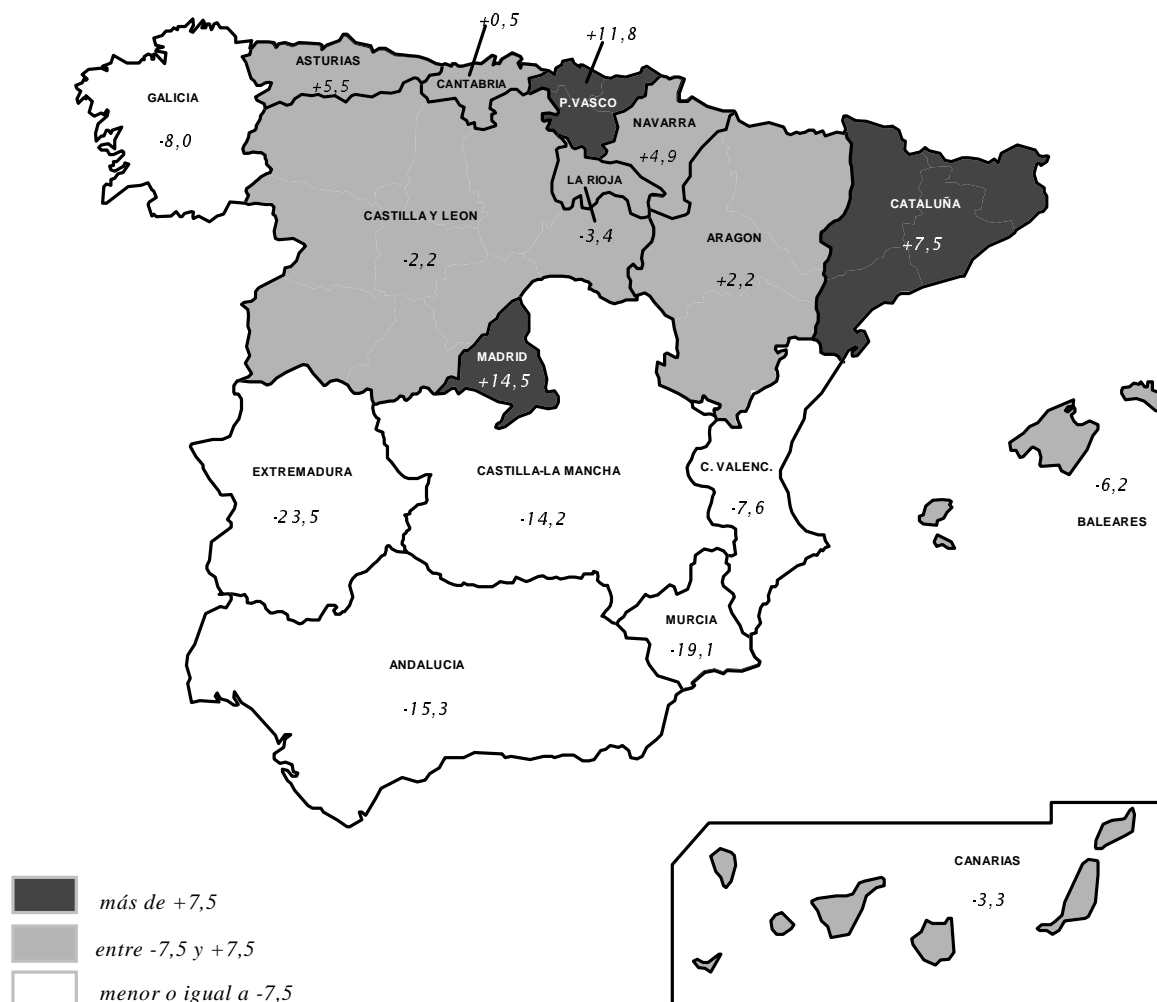 +0,5
+11,8
ASTURIAS
+5,5
CANTABRIA
P.VASCO
GALICIA
-8,0
NAVARRA
+4,9
LA RIOJA
-3,4
CASTILLA Y LEON
-2,2
ARAGON
+2,2
CATALUÑA
+7,5
MADRID
+14,5
EXTREMADURA
-23,5
CASTILLA-LA MANCHA
-14,2
C. VALENC.
-7,6
-6,2
BALEARES
MURCIA
-19,1
ANDALUCIA
-15,3
CANARIAS
-3,3
más de +7,5
entre -7,5 y +7,5
menor o igual a -7,5